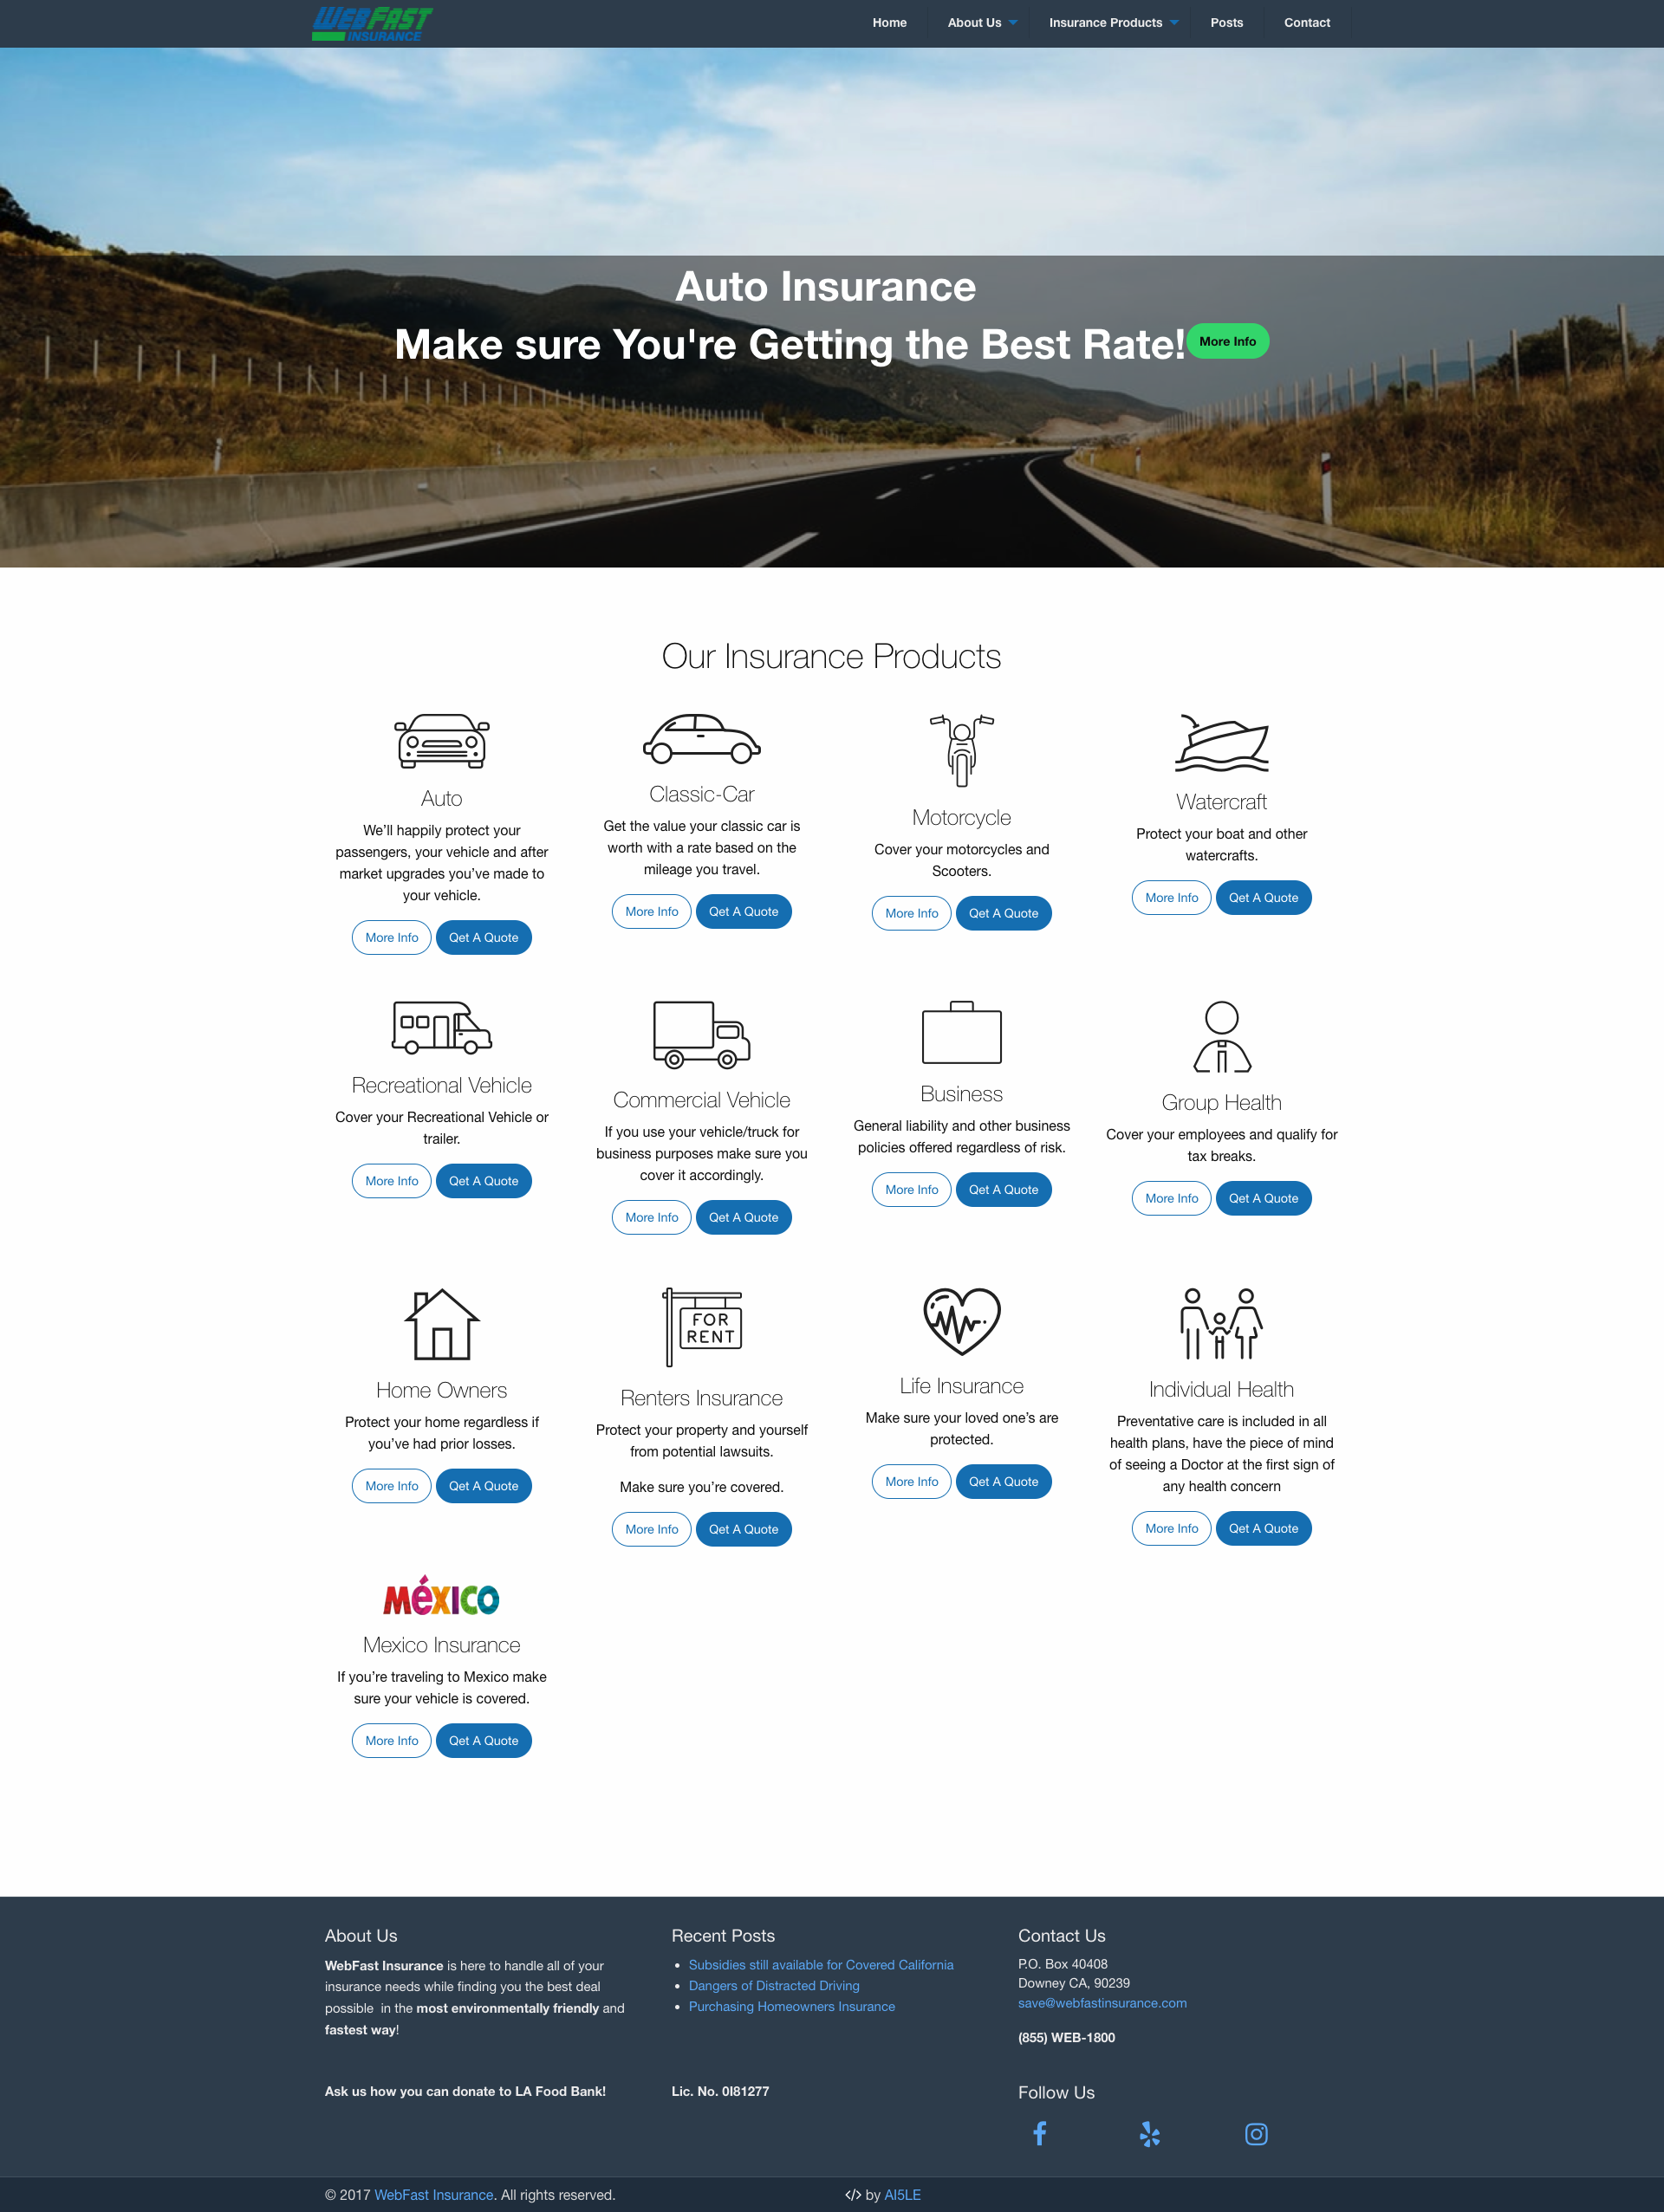 WEBFAST
INSURANCE
Home
About Us
Insurance Products
Posts
Contact
Auto Insurance
Make sure You're Getting the Best Rate!
More Info
Our Insurance Products
Auto
We’ll happily protect your
passengers, your vehicle and after
market upgrades you’ve made to
your vehicle.
More Info
Qet A Quote
Classic-Car
Get the value your classic car is
worth with a rate based on the
mileage you travel.
More Info
Qet A Quote
Motorcycle
Cover your motorcycles and
Scooters.
More Info
Qet A Quote
Watercraft
Protect your boat and other
watercrafts.
More Info
Qet A Quote
Recreational Vehicle
Cover your Recreational Vehicle or
trailer.
More Info
Qet A Quote
Commercial Vehicle
If you use your vehicle/truck for
business purposes make sure you
cover it accordingly.
More Info
Qet A Quote
Business
General liability and other business
policies offered regardless of risk.
More Info
Qet A Quote
Group Health
Cover your employees and qualify for
tax breaks.
More Info
Qet A Quote
Home Owners
Protect your home regardless if
you’ve had prior losses.
More Info
Qet A Quote
FOR
RENT
Renters Insurance
Protect your property and yourself
from potential lawsuits.
Make sure you’re covered.
More Info
Qet A Quote
Life Insurance
Make sure your loved one’s are
protected.
More Info
Qet A Quote
Individual Health
Preventative care is included in all
health plans, have the piece of mind
of seeing a Doctor at the first sign of
any health concern
More Info
Qet A Quote
MéXICO
Mexico Insurance
If you’re traveling to Mexico make
sure your vehicle is covered.
More Info
Qet A Quote
About Us
WebFast Insurance is here to handle all of your
insurance needs while finding you the best deal
possible in the most environmentally friendly and
fastest way!
Ask us how you can donate to LA Food Bank!
Recent Posts
Subsidies still available for Covered California
Dangers of Distracted Driving
Purchasing Homeowners Insurance
Lic. No. 0I81277
Contact Us
P.O. Box 40408
Downey CA, 90239
save@webfastinsurance.com
(855) WEB-1800
Follow Us
© 2017 WebFast Insurance. All rights reserved.
</> by AI5LE